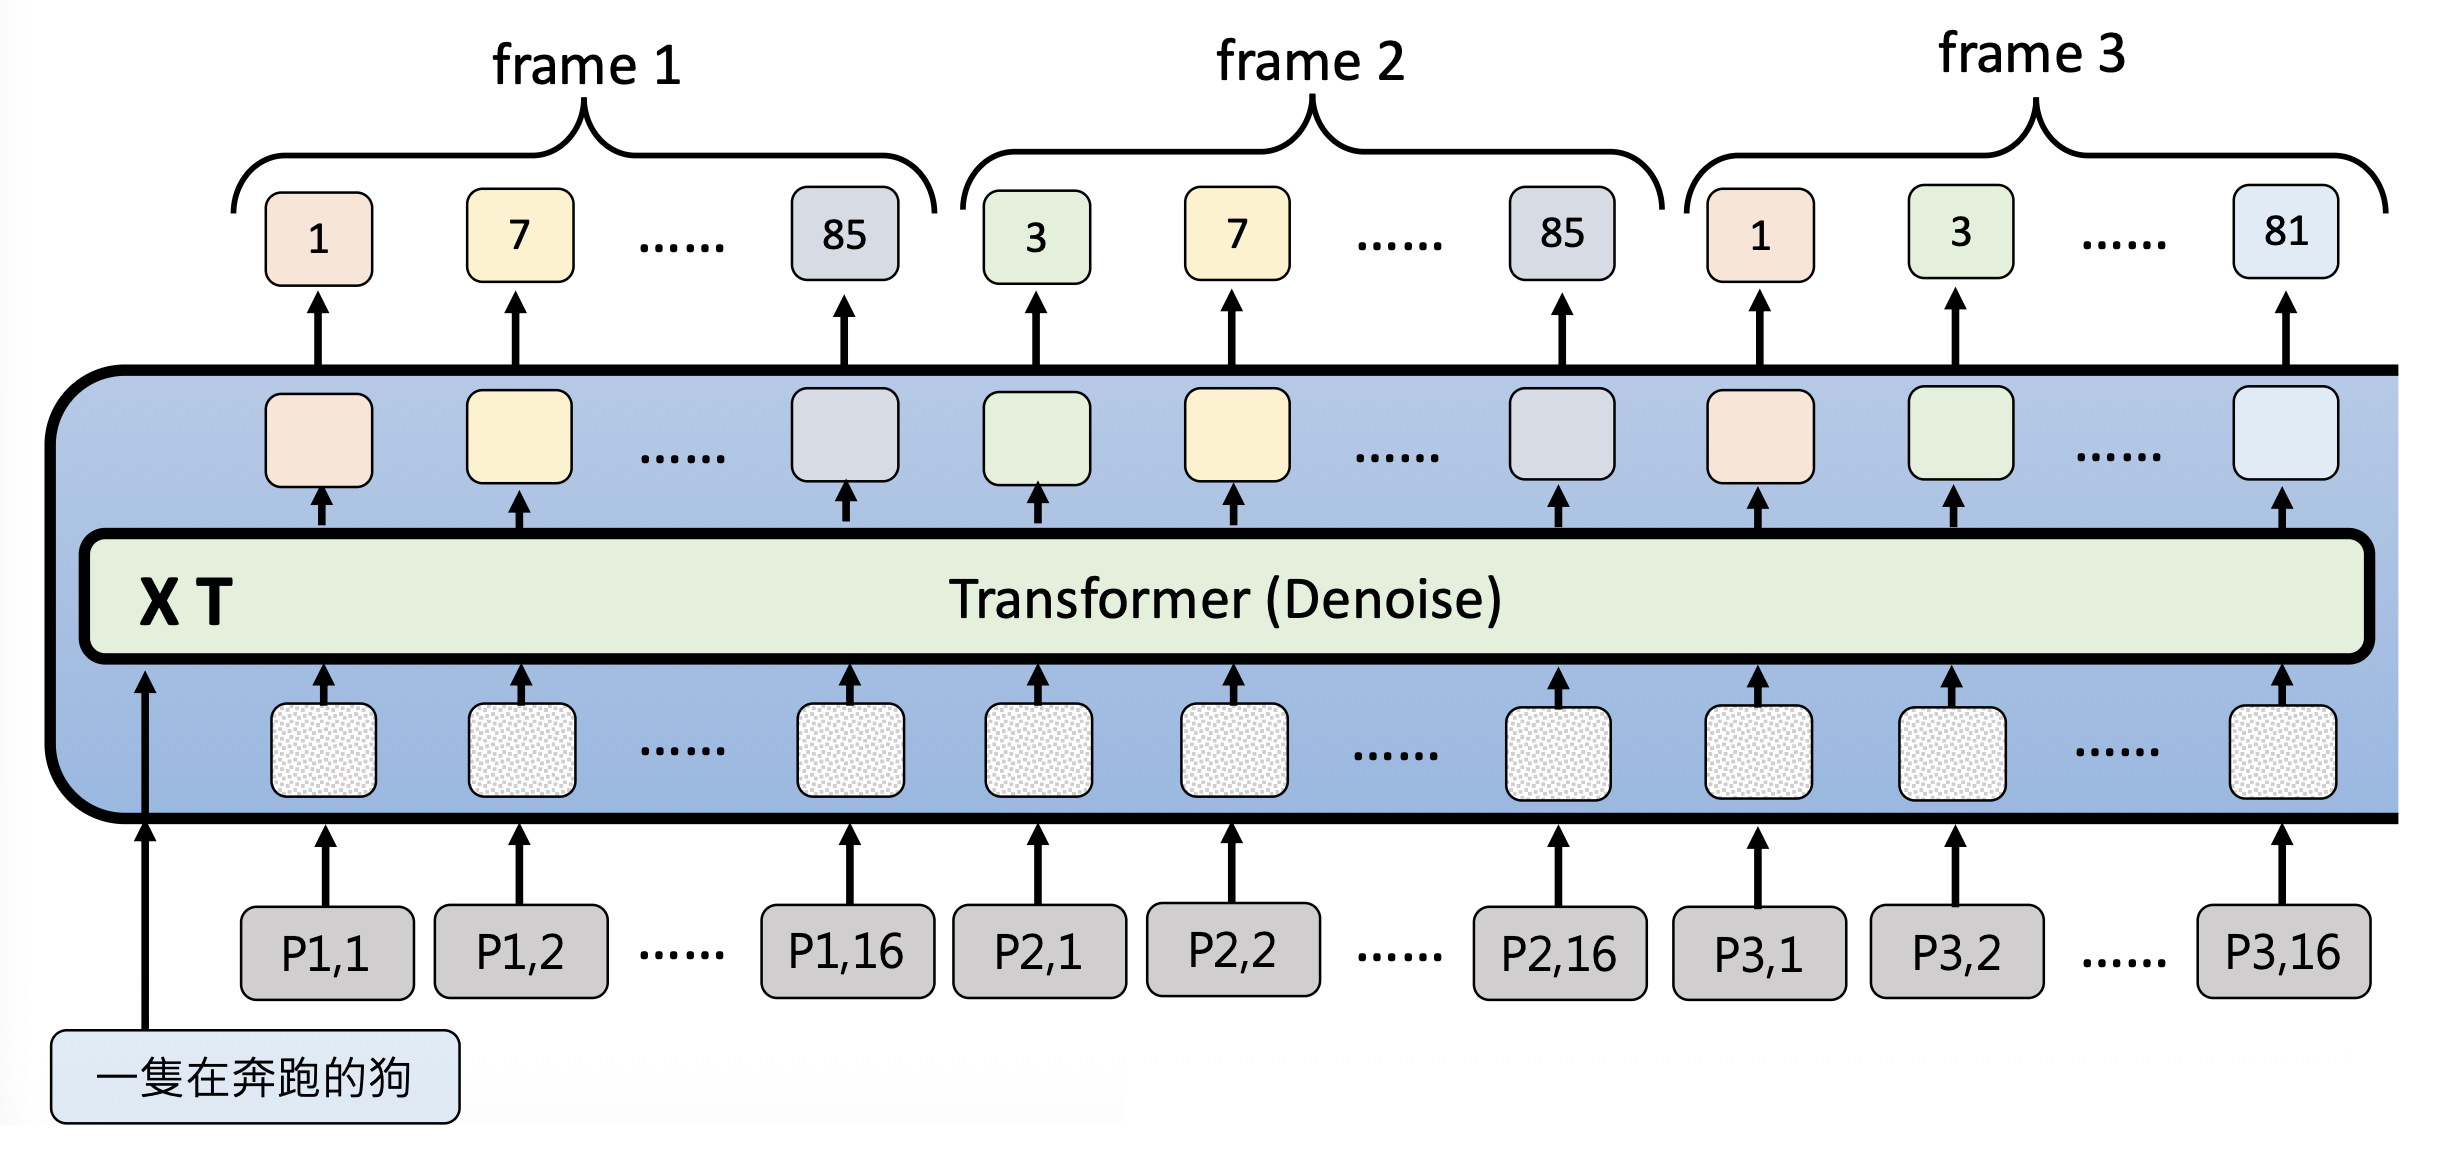 frame 1 frame 2 frame 3
1 7 ...... 85 3 7 ...... 85 1 3 ...... 81
...... ...... ......
X T Transformer (Denoise)
...... ...... ......
P1,1 P1,2 ...... P1,16 P2,1 P2,2 ...... P2,16 P3,1 P3,2 ...... P3,16
一隻在奔跑的狗